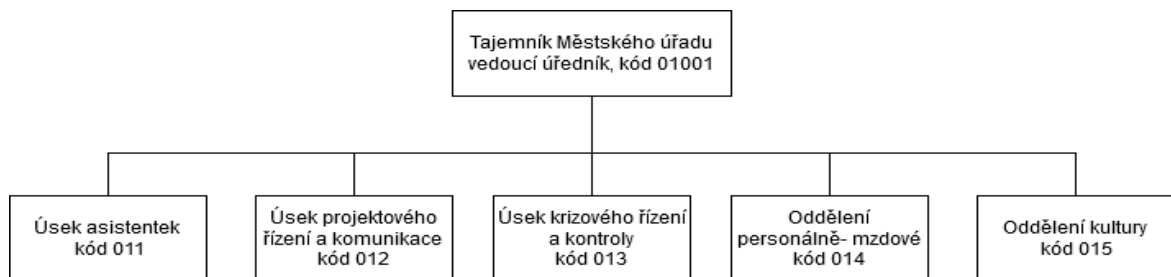 Tajemník Městského úřadu
vedoucí úředník, kód 01001
Úsek asistentek
kód 011
Úsek projektového
řízení a komunikace
kód 012
Úsek krizového řízení
a kontroly
kód 013
Oddělení
personálně- mzdové
kód 014
Oddělení kultury
kód 015